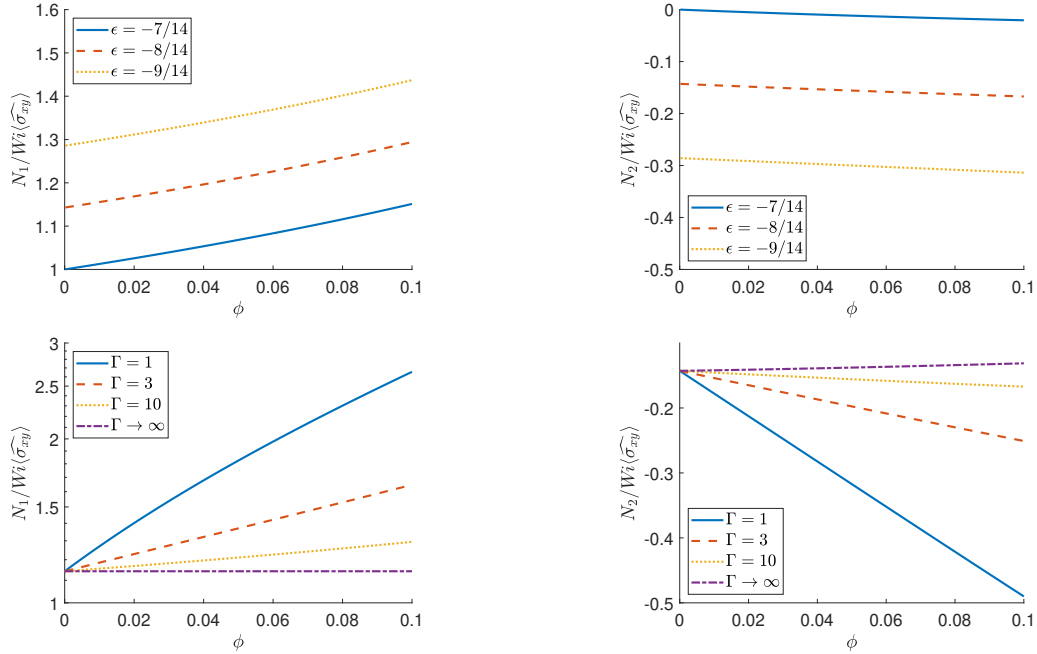 1.6
1.5
1.4
1.3
1.2
1.1
1
N₁/Wi⟨σ̂ₓᵧ⟩
ϵ = −7/14
ϵ = −8/14
ϵ = −9/14
0 0.02 0.04 0.06 0.08 0.1
ϕ
0
-0.1
-0.2
-0.3
-0.4
-0.5
N₂/Wi⟨σ̂ₓᵧ⟩
ϵ = −7/14
ϵ = −8/14
ϵ = −9/14
0 0.02 0.04 0.06 0.08 0.1
ϕ
3
2.5
2
1.5
1
N₁/Wi⟨σ̂ₓᵧ⟩
Γ = 1
Γ = 3
Γ = 10
Γ → ∞
0 0.02 0.04 0.06 0.08 0.1
ϕ
-0.2
-0.3
-0.4
-0.5
N₂/Wi⟨σ̂ₓᵧ⟩
Γ = 1
Γ = 3
Γ = 10
Γ → ∞
0 0.02 0.04 0.06 0.08 0.1
ϕ